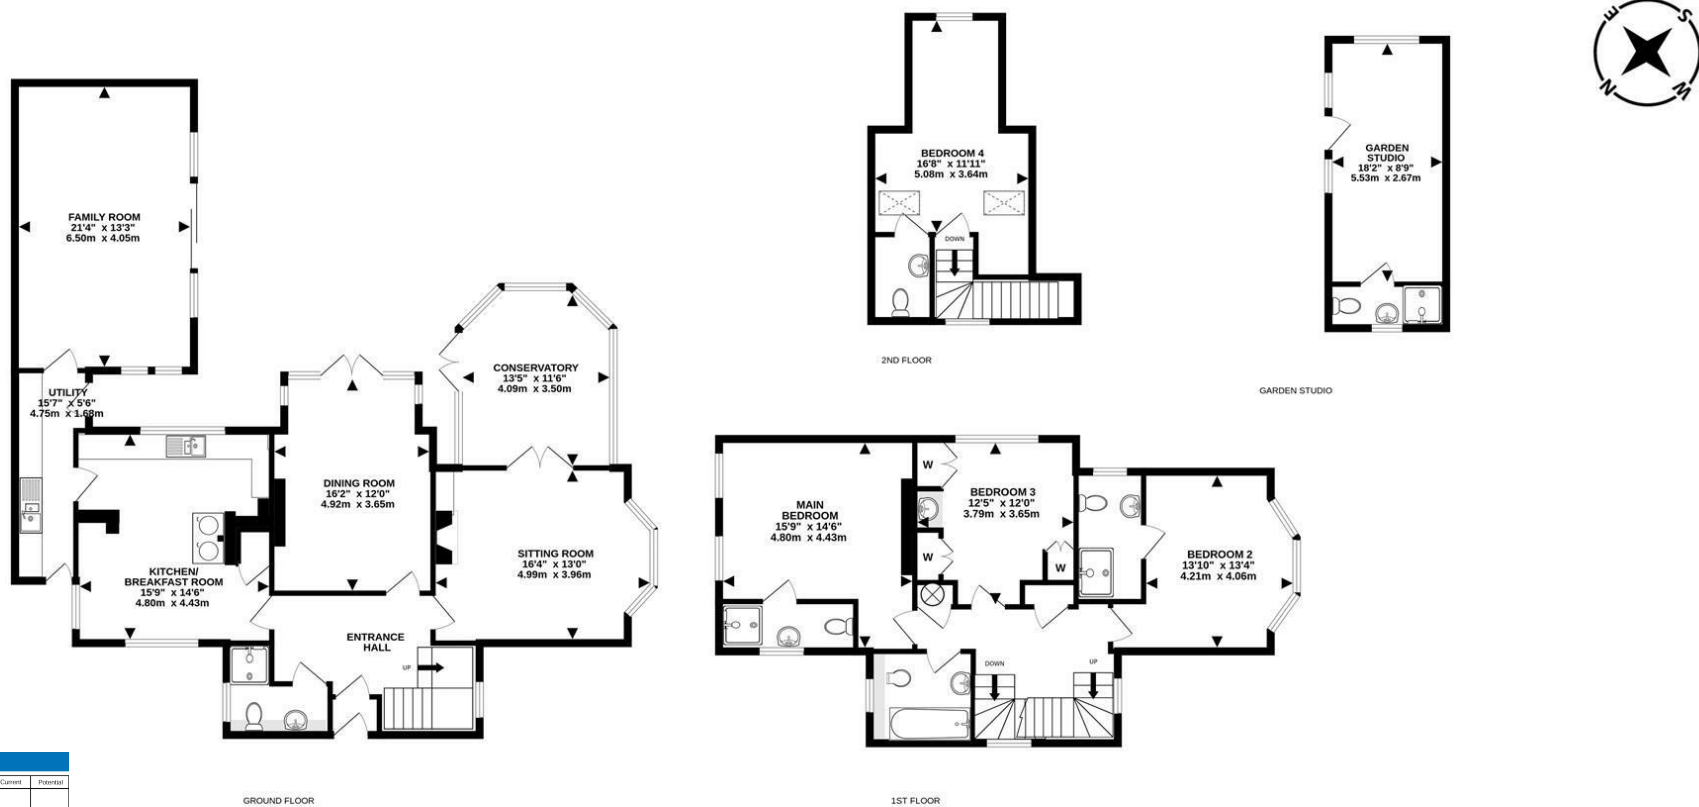 E
S
N
W
FAMILY ROOM
21'4" x 13'3"
6.50m x 4.05m
UTILITY
15'7" x 5'6"
4.75m x 1.68m
KITCHEN/
BREAKFAST ROOM
15'9" x 14'6"
4.80m x 4.43m
DINING ROOM
16'2" x 12'0"
4.92m x 3.65m
CONSERVATORY
13'5" x 11'6"
4.09m x 3.50m
SITTING ROOM
16'4" x 13'0"
4.99m x 3.96m
ENTRANCE
HALL
UP
GROUND FLOOR
BEDROOM 4
16'8" x 11'11"
5.08m x 3.64m
DOWN
2ND FLOOR
GARDEN
STUDIO
18'2" x 8'9"
5.53m x 2.67m
GARDEN STUDIO
MAIN
BEDROOM
15'9" x 14'6"
4.80m x 4.43m
W
W
W
BEDROOM 3
12'5" x 12'0"
3.79m x 3.65m
BEDROOM 2
13'10" x 13'4"
4.21m x 4.06m
DOWN
UP
1ST FLOOR
Current Potential